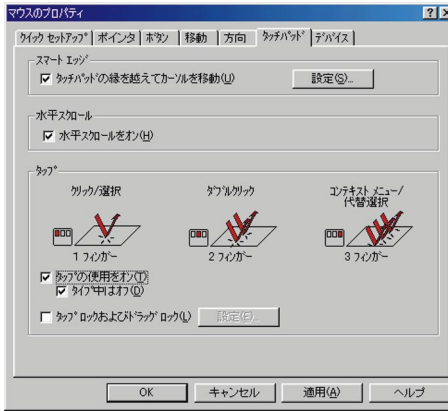 マウスのプロパティ
クイック セットアップ ポインタ ボタン 移動 方向 タッチパッド デバイス
スマート エッジ
タッチパッドの縁を越えてカーソルを移動(U) 設定(S)...
水平スクロール
水平スクロールをオン(H)
タップ
クリック/選択 ダブルクリック コンテキスト メニュー/
代替選択
1 フィンガー 2 フィンガー 3 フィンガー
タップの使用をオン(T)
タイプ中はオフ(D)
タップ ロックおよびドラッグ ロック(L) 設定(E)...
OK キャンセル 適用(A) ヘルプ